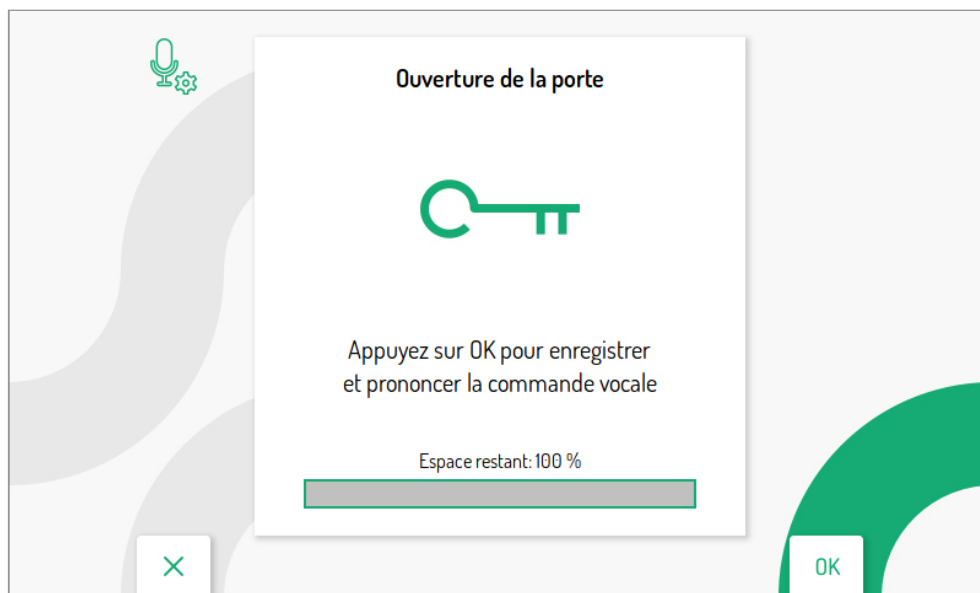 Ouverture de la porte
Appuyez sur OK pour enregistrer
et prononcer la commande vocale
Espace restant: 100 %
OK